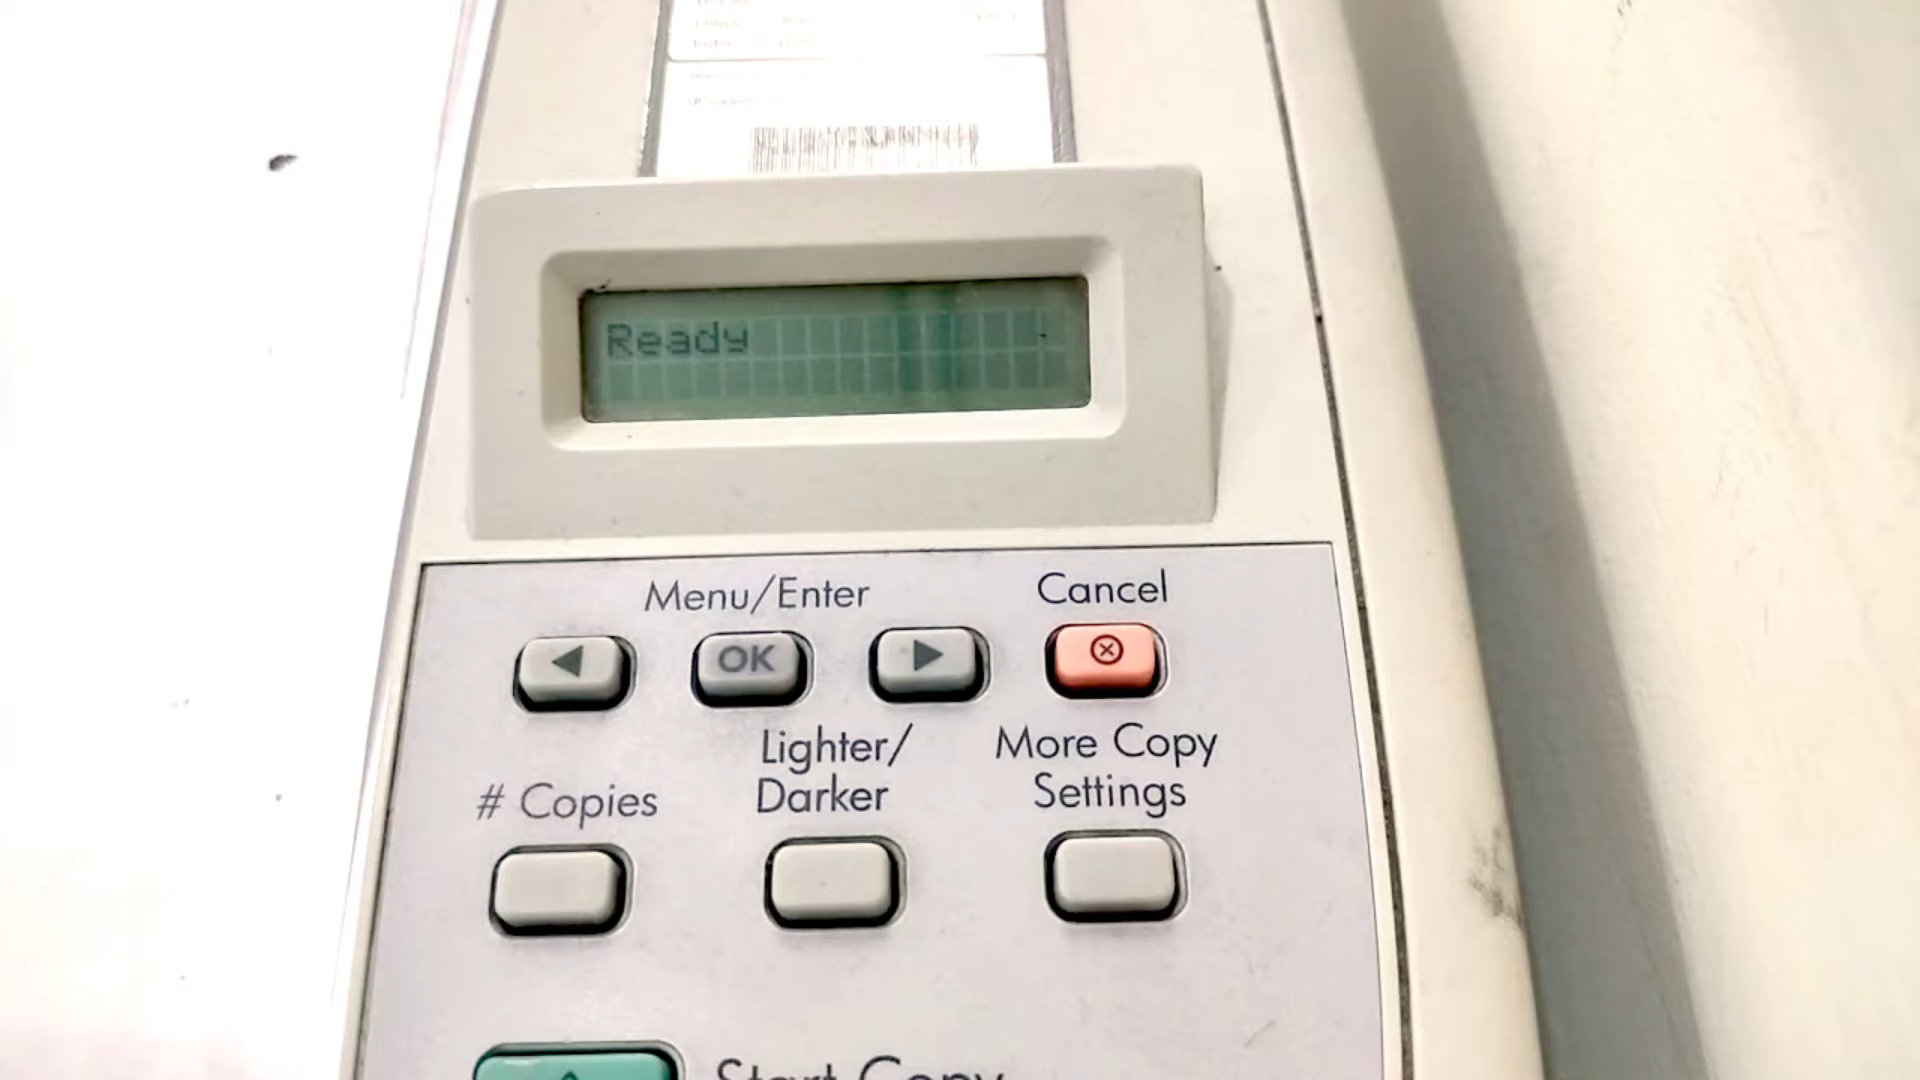 Ready
Menu/Enter
Cancel
OK
Lighter/
Darker
More Copy
Settings
# Copies
Start Copy